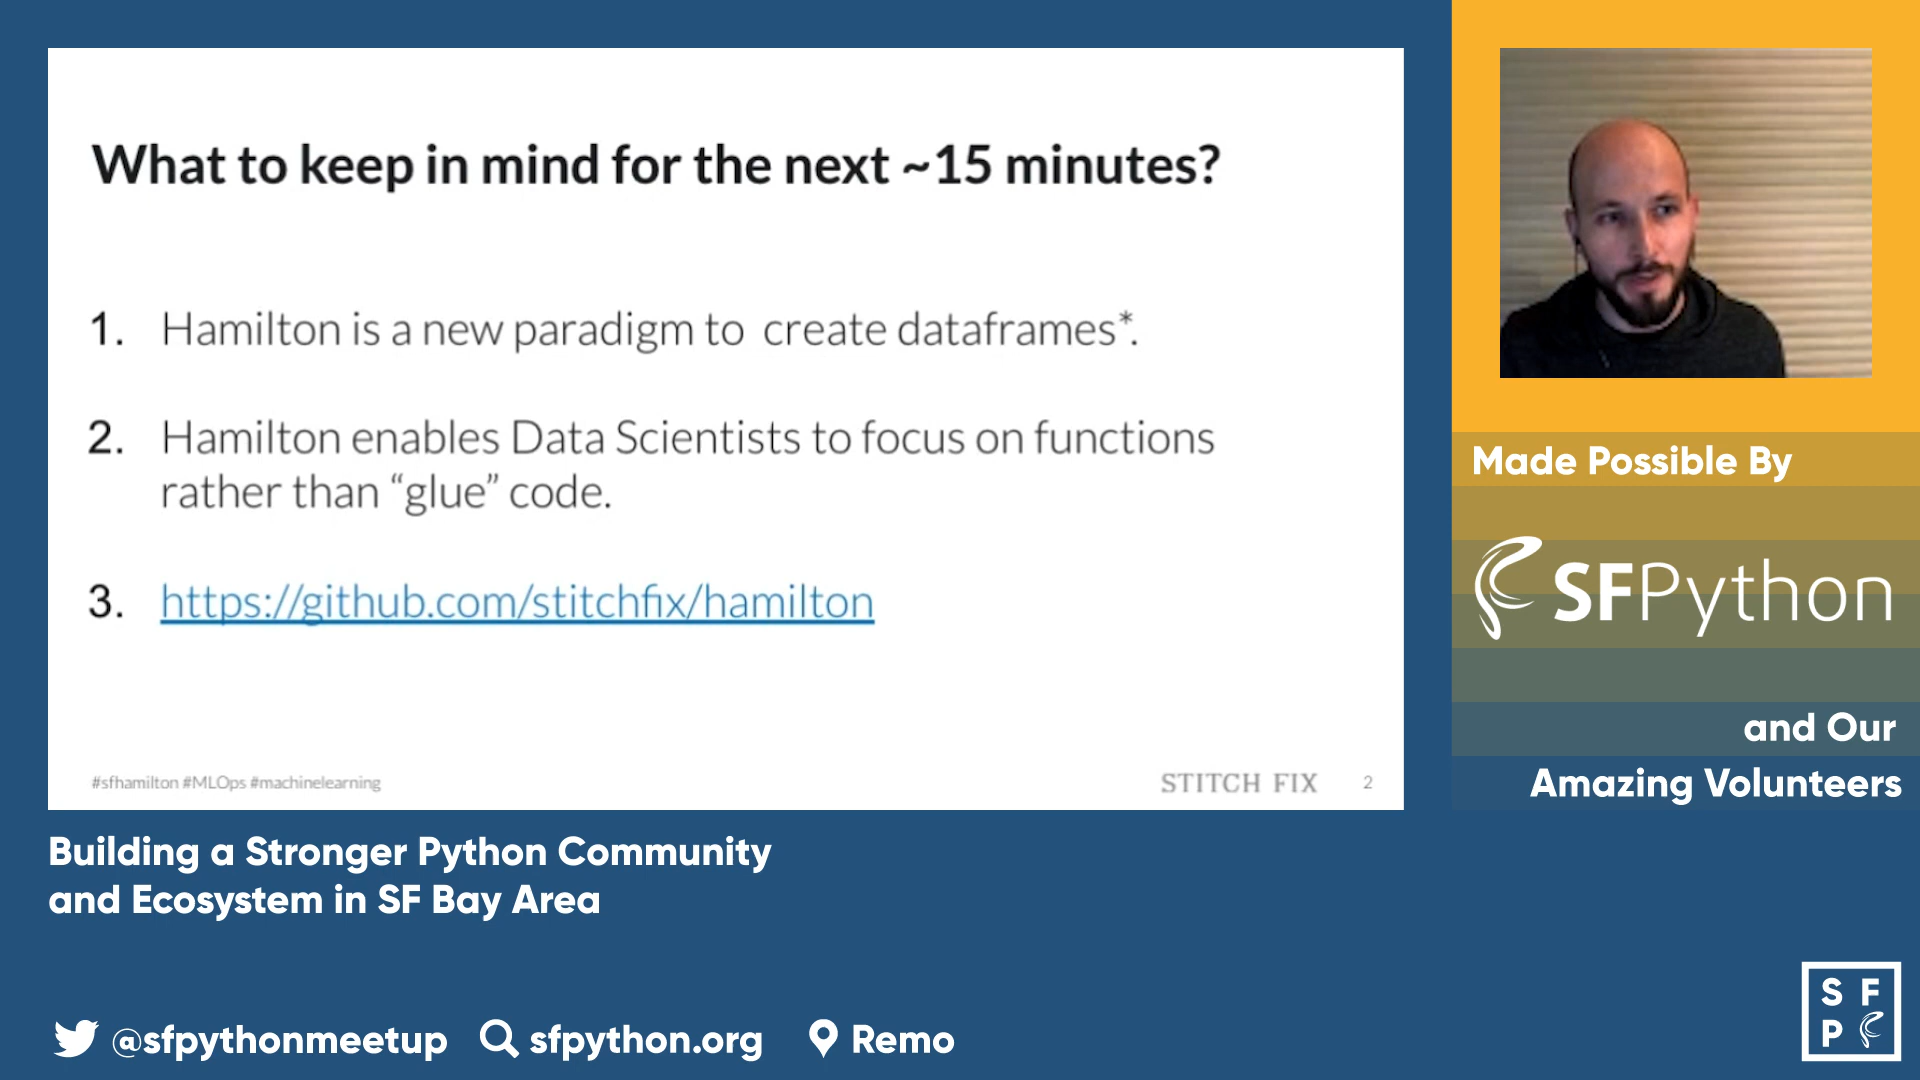 What to keep in mind for the next ~15 minutes?
1. Hamilton is a new paradigm to create dataframes*.
2. Hamilton enables Data Scientists to focus on functions
rather than “glue” code.
3. https://github.com/stitchfix/hamilton
#sfhamilton #MLOps #machinelearning
STITCH FIX
2
Made Possible By
SFPython
and Our
Amazing Volunteers
Building a Stronger Python Community
and Ecosystem in SF Bay Area
@sfpythonmeetup
sfpython.org
Remo
S F
P